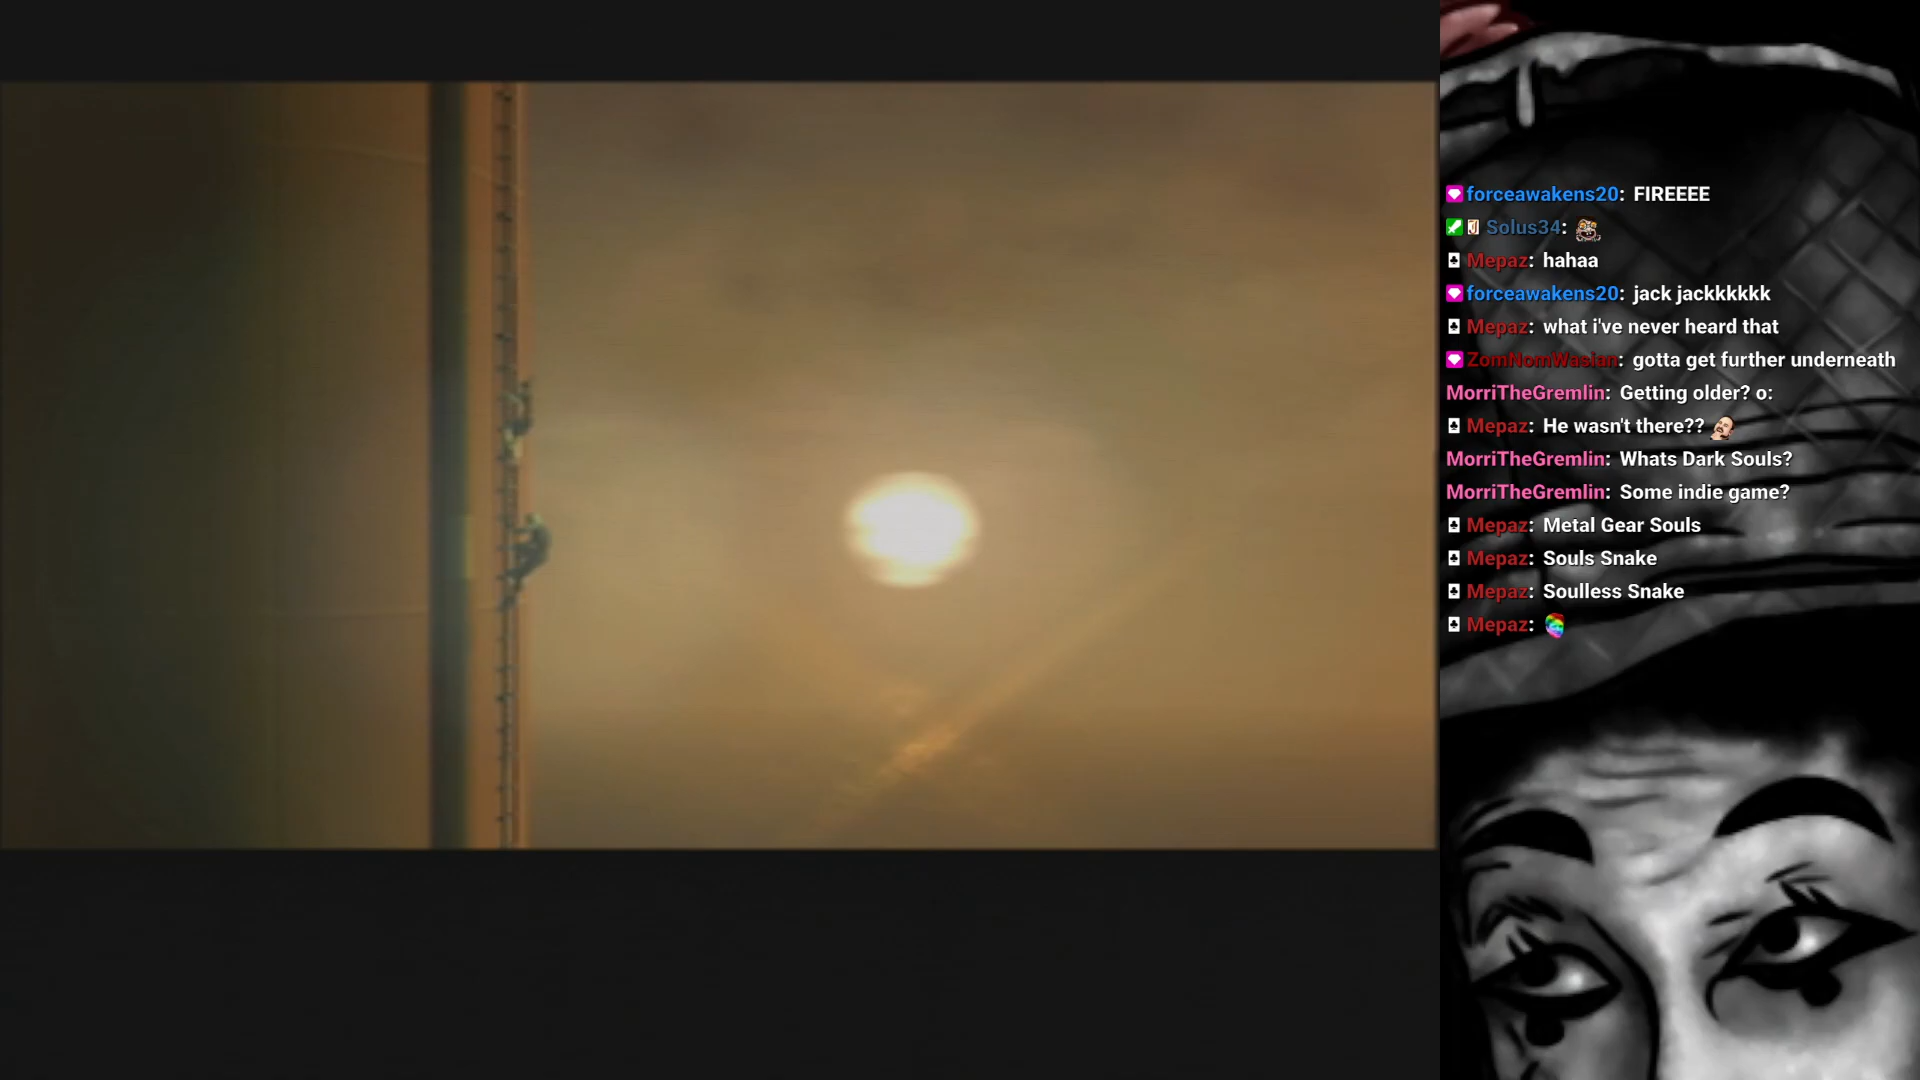 forceawakens20: FIREEEE
Solus34:
Mepaz: hahaa
forceawakens20: jack jackkkkkk
Mepaz: what i've never heard that
ZomNomWasian: gotta get further underneath
MorriTheGremlin: Getting older? o:
Mepaz: He wasn't there??
MorriTheGremlin: Whats Dark Souls?
MorriTheGremlin: Some indie game?
Mepaz: Metal Gear Souls
Mepaz: Souls Snake
Mepaz: Soulless Snake
Mepaz: